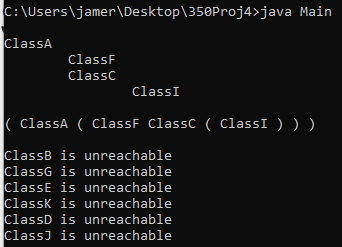 C:\Users\jamer\Desktop\350Proj4>java Main
ClassA
ClassF
ClassC
ClassI
( ClassA ( ClassF ClassC ( ClassI ) ) )
ClassB is unreachable
ClassG is unreachable
ClassE is unreachable
ClassK is unreachable
ClassD is unreachable
ClassJ is unreachable